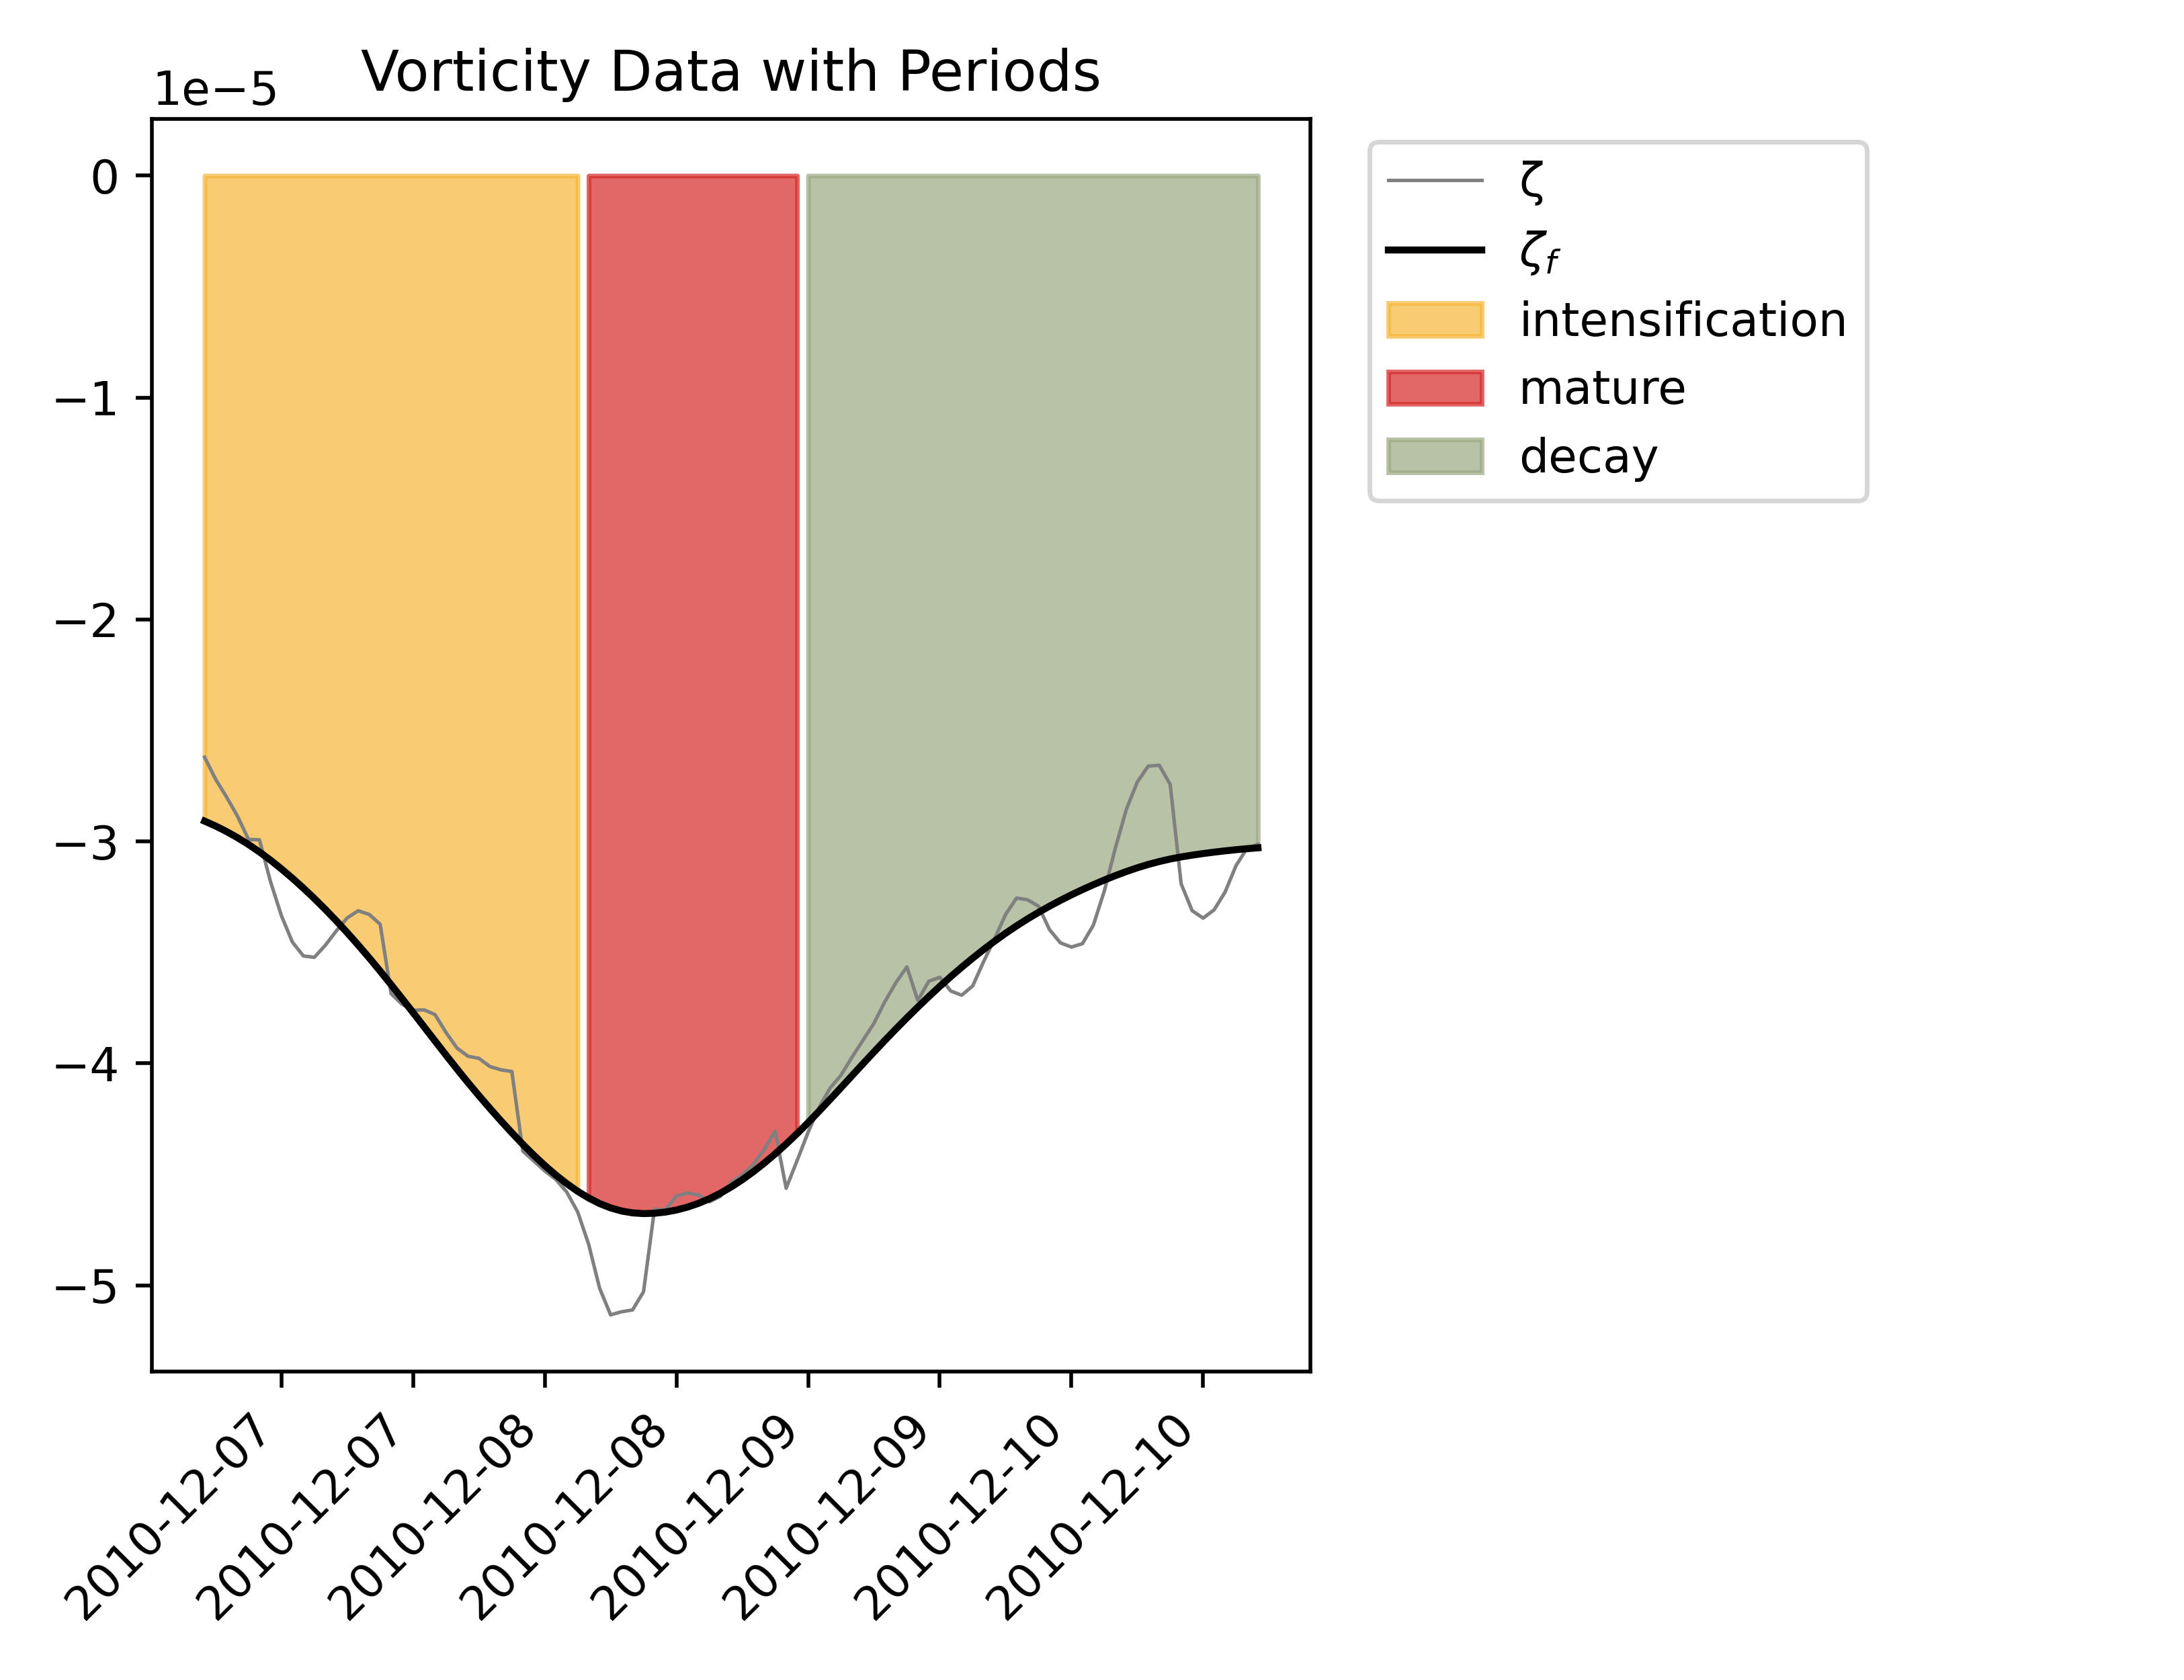 Vorticity Data with Periods
1e−5
0
−1
−2
−3
−4
−5
2010-12-07
2010-12-07
2010-12-08
2010-12-08
2010-12-09
2010-12-09
2010-12-10
2010-12-10
ζ
ζf
intensification
mature
decay